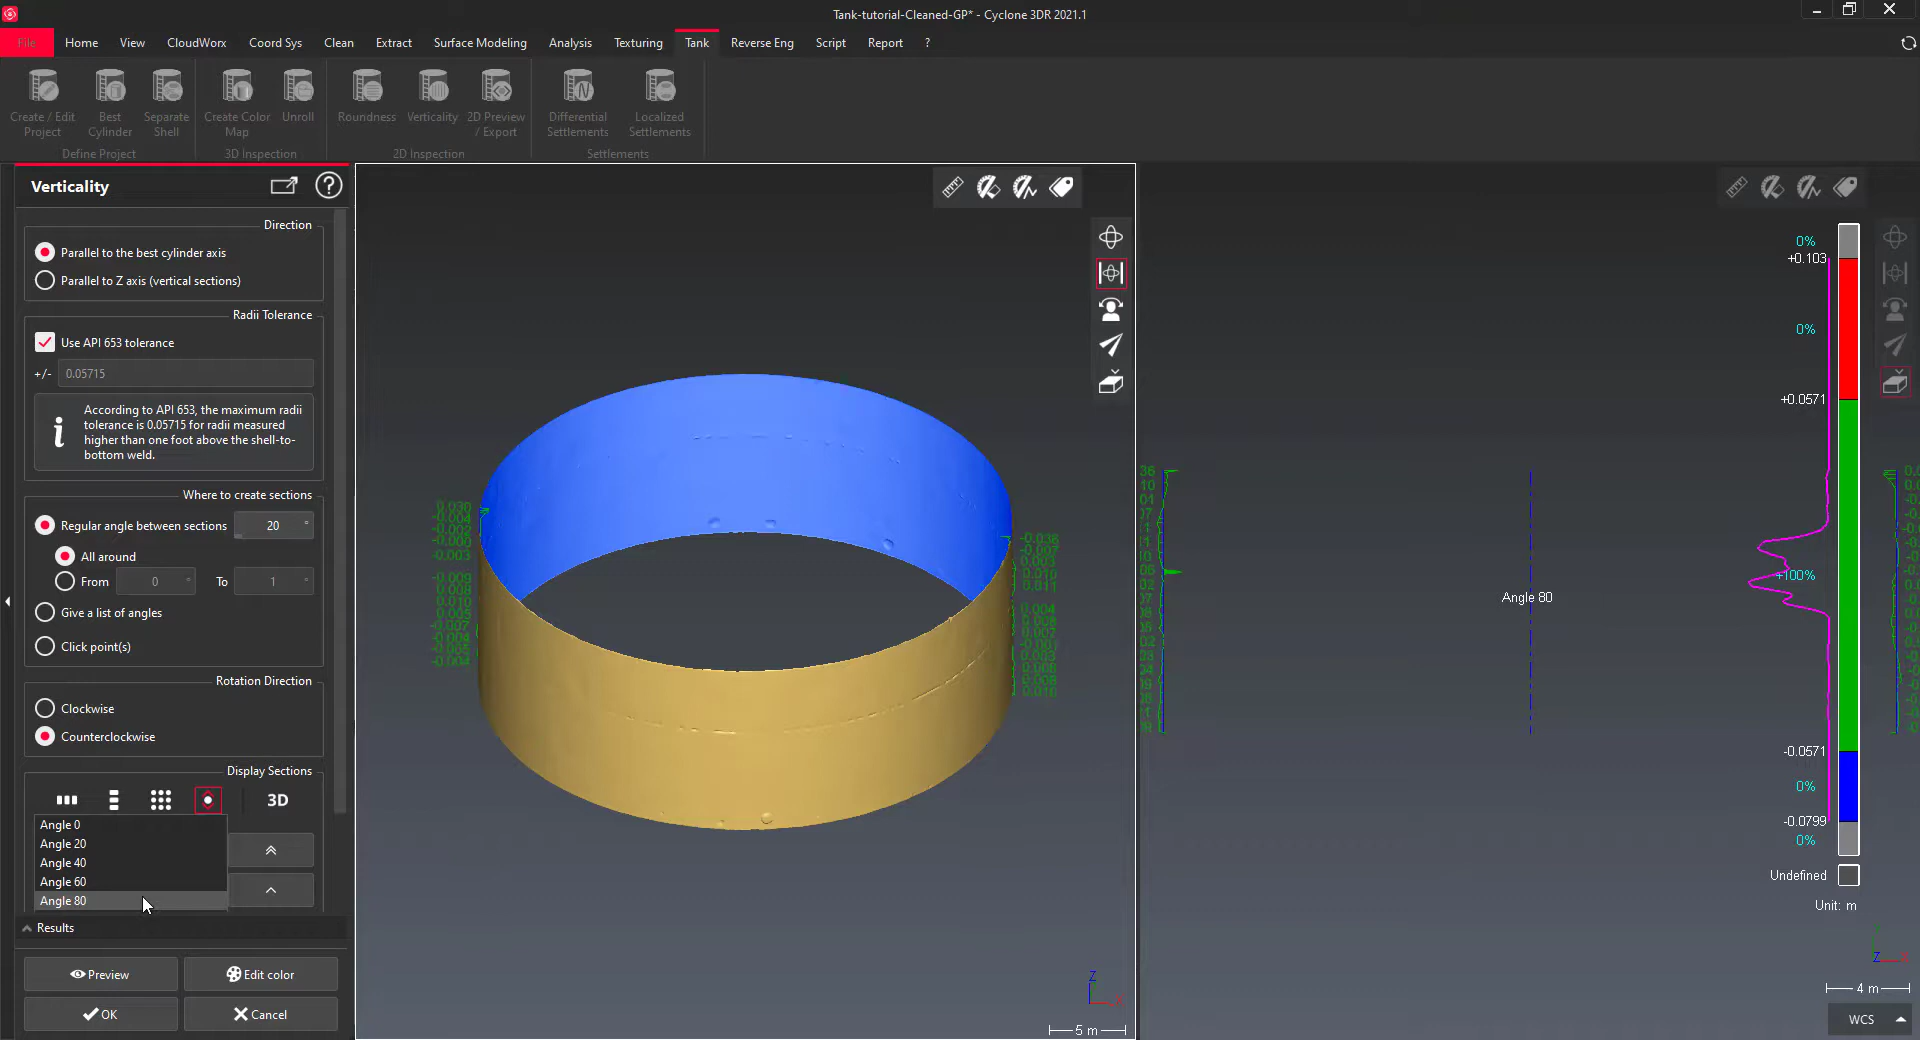 Tank-tutorial-Cleaned-GP* - Cyclone 3DR 2021.1
File Home View CloudWorx Coord Sys Clean Extract Surface Modeling Analysis Texturing Tank Reverse Eng Script Report ?
Create / Edit Project
Best Cylinder
Separate Shell
Define Project
Create Color Map
Unroll
3D Inspection
Roundness
Verticality
2D Preview / Export
2D Inspection
Differential Settlements
Localized Settlements
Settlements
Verticality
Direction
Parallel to the best cylinder axis
Parallel to Z axis (vertical sections)
Radii Tolerance
Use API 653 tolerance
+/- 0.05715
According to API 653, the maximum radii
tolerance is 0.05715 for radii measured
higher than one foot above the shell-to-
bottom weld.
Where to create sections
Regular angle between sections 20 °
All around
From 0 ° To 1 °
Give a list of angles
Click point(s)
Rotation Direction
Clockwise
Counterclockwise
Display Sections
3D
Angle 0
Angle 20
Angle 40
Angle 60
Angle 80
Results
Preview
Edit color
OK
Cancel
Z
5 m
Angle 80
0%
+0.103
0%
+0.0571
+100%
-0.0571
0%
-0.0799
0%
Undefined
Unit: m
Z
4 m
WCS